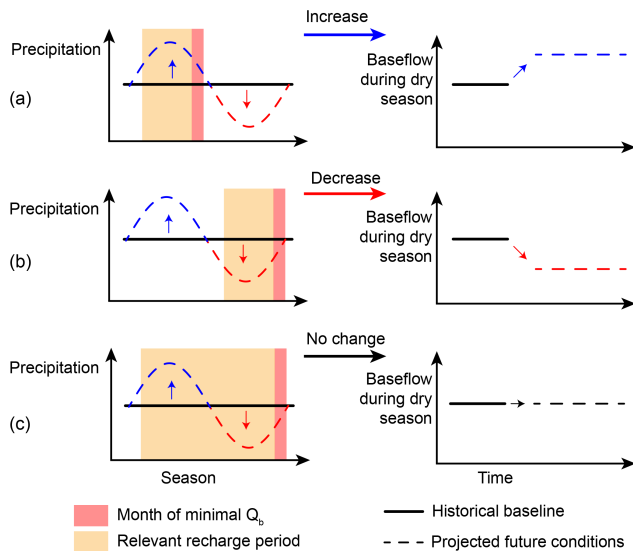 Precipitation
Increase
Baseflow
during dry
season
(a)
Precipitation
Decrease
Baseflow
during dry
season
(b)
Precipitation
No change
Baseflow
during dry
season
(c)
Season
Time
Month of minimal Q_b
Relevant recharge period
Historical baseline
Projected future conditions